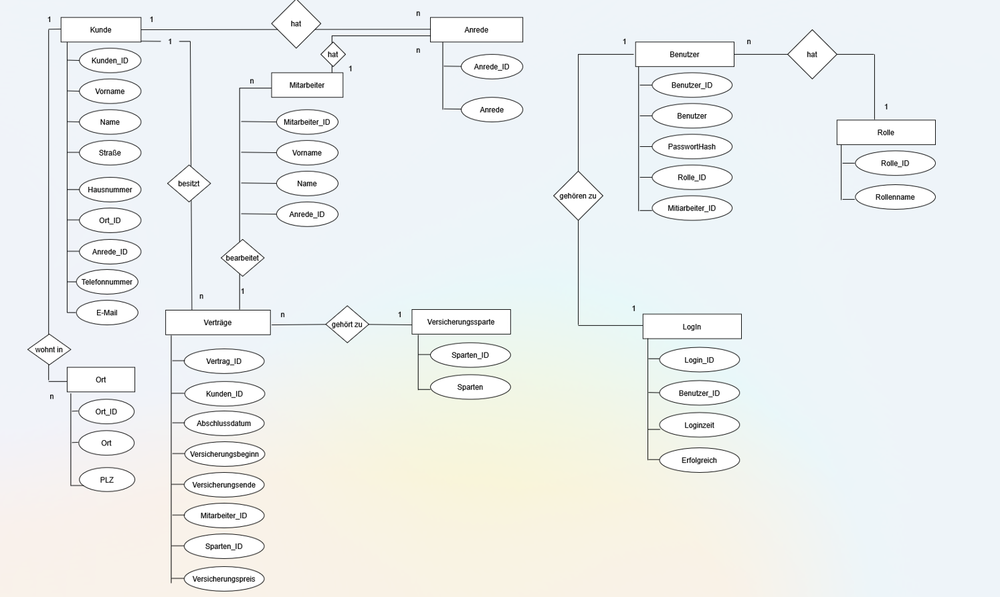 1
Kunde
1
hat
n
Anrede
1
n
hat
1
Kunden_ID
Vorname
Name
Straße
Hausnummer
Ort_ID
Anrede_ID
Telefonnummer
E-Mail
besitzt
n
n
Mitarbeiter
Mitarbeiter_ID
Vorname
Name
Anrede_ID
bearbeitet
1
Anrede_ID
Anrede
wohnt in
n
Ort
Ort_ID
Ort
PLZ
Verträge
n
gehört zu
1
Versicherungssparte
Sparten_ID
Sparten
Vertrag_ID
Kunden_ID
Abschlussdatum
Versicherungsbeginn
Versicherungsende
Mitarbeiter_ID
Sparten_ID
Versicherungspreis
1
Benutzer
n
hat
1
Benutzer_ID
Benutzer
PasswortHash
Rolle_ID
Mitiarbeiter_ID
Rolle
Rolle_ID
Rollenname
gehören zu
1
LogIn
Login_ID
Benutzer_ID
Loginzeit
Erfolgreich